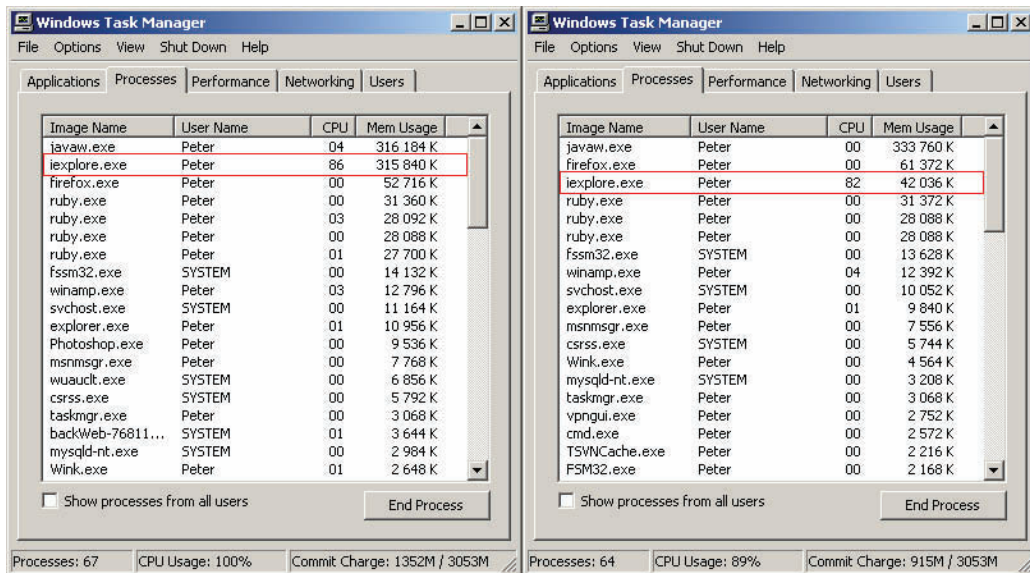 Windows Task Manager
File Options View Shut Down Help
Applications Processes Performance Networking Users
Image Name User Name CPU Mem Usage
javaw.exe Peter 04 316 184 K
iexplore.exe Peter 86 315 840 K
firefox.exe Peter 00 52 716 K
ruby.exe Peter 00 31 360 K
ruby.exe Peter 03 28 092 K
ruby.exe Peter 00 28 088 K
ruby.exe Peter 01 27 700 K
fssm32.exe SYSTEM 00 14 132 K
winamp.exe Peter 03 12 796 K
svchost.exe SYSTEM 00 11 164 K
explorer.exe Peter 01 10 956 K
Photoshop.exe Peter 00 9 536 K
msnmsgr.exe Peter 00 7 768 K
wuauclt.exe SYSTEM 00 6 856 K
csrss.exe SYSTEM 00 5 792 K
taskmgr.exe Peter 00 3 068 K
backWeb-76811... SYSTEM 01 3 644 K
mysqld-nt.exe SYSTEM 00 2 984 K
Wink.exe Peter 01 2 648 K
Show processes from all users
End Process
Processes: 67 CPU Usage: 100% Commit Charge: 1352M / 3053M
Windows Task Manager
File Options View Shut Down Help
Applications Processes Performance Networking Users
Image Name User Name CPU Mem Usage
javaw.exe Peter 00 333 760 K
firefox.exe Peter 00 61 372 K
iexplore.exe Peter 82 42 036 K
ruby.exe Peter 00 31 372 K
ruby.exe Peter 00 28 088 K
ruby.exe Peter 00 28 088 K
fssm32.exe SYSTEM 00 13 628 K
winamp.exe Peter 04 12 392 K
svchost.exe SYSTEM 00 10 052 K
explorer.exe Peter 01 9 840 K
msnmsgr.exe Peter 00 7 556 K
csrss.exe SYSTEM 00 5 744 K
Wink.exe Peter 00 4 564 K
mysqld-nt.exe SYSTEM 00 3 208 K
taskmgr.exe Peter 00 3 068 K
vpngui.exe Peter 00 2 752 K
cmd.exe Peter 00 2 572 K
TSVNCache.exe Peter 00 2 216 K
FSM32.exe Peter 00 2 168 K
Show processes from all users
End Process
Processes: 64 CPU Usage: 89% Commit Charge: 915M / 3053M